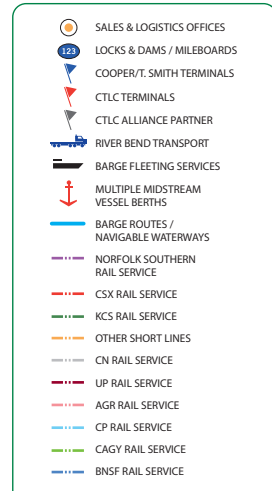 SALES & LOGISTICS OFFICES
123 LOCKS & DAMS / MILEBOARDS
COOPER/T. SMITH TERMINALS
CTLC TERMINALS
CTLC ALLIANCE PARTNER
RIVER BEND TRANSPORT
BARGE FLEETING SERVICES
MULTIPLE MIDSTREAM
VESSEL BERTHS
BARGE ROUTES /
NAVIGABLE WATERWAYS
NORFOLK SOUTHERN
RAIL SERVICE
CSX RAIL SERVICE
KCS RAIL SERVICE
OTHER SHORT LINES
CN RAIL SERVICE
UP RAIL SERVICE
AGR RAIL SERVICE
CP RAIL SERVICE
CAGY RAIL SERVICE
BNSF RAIL SERVICE